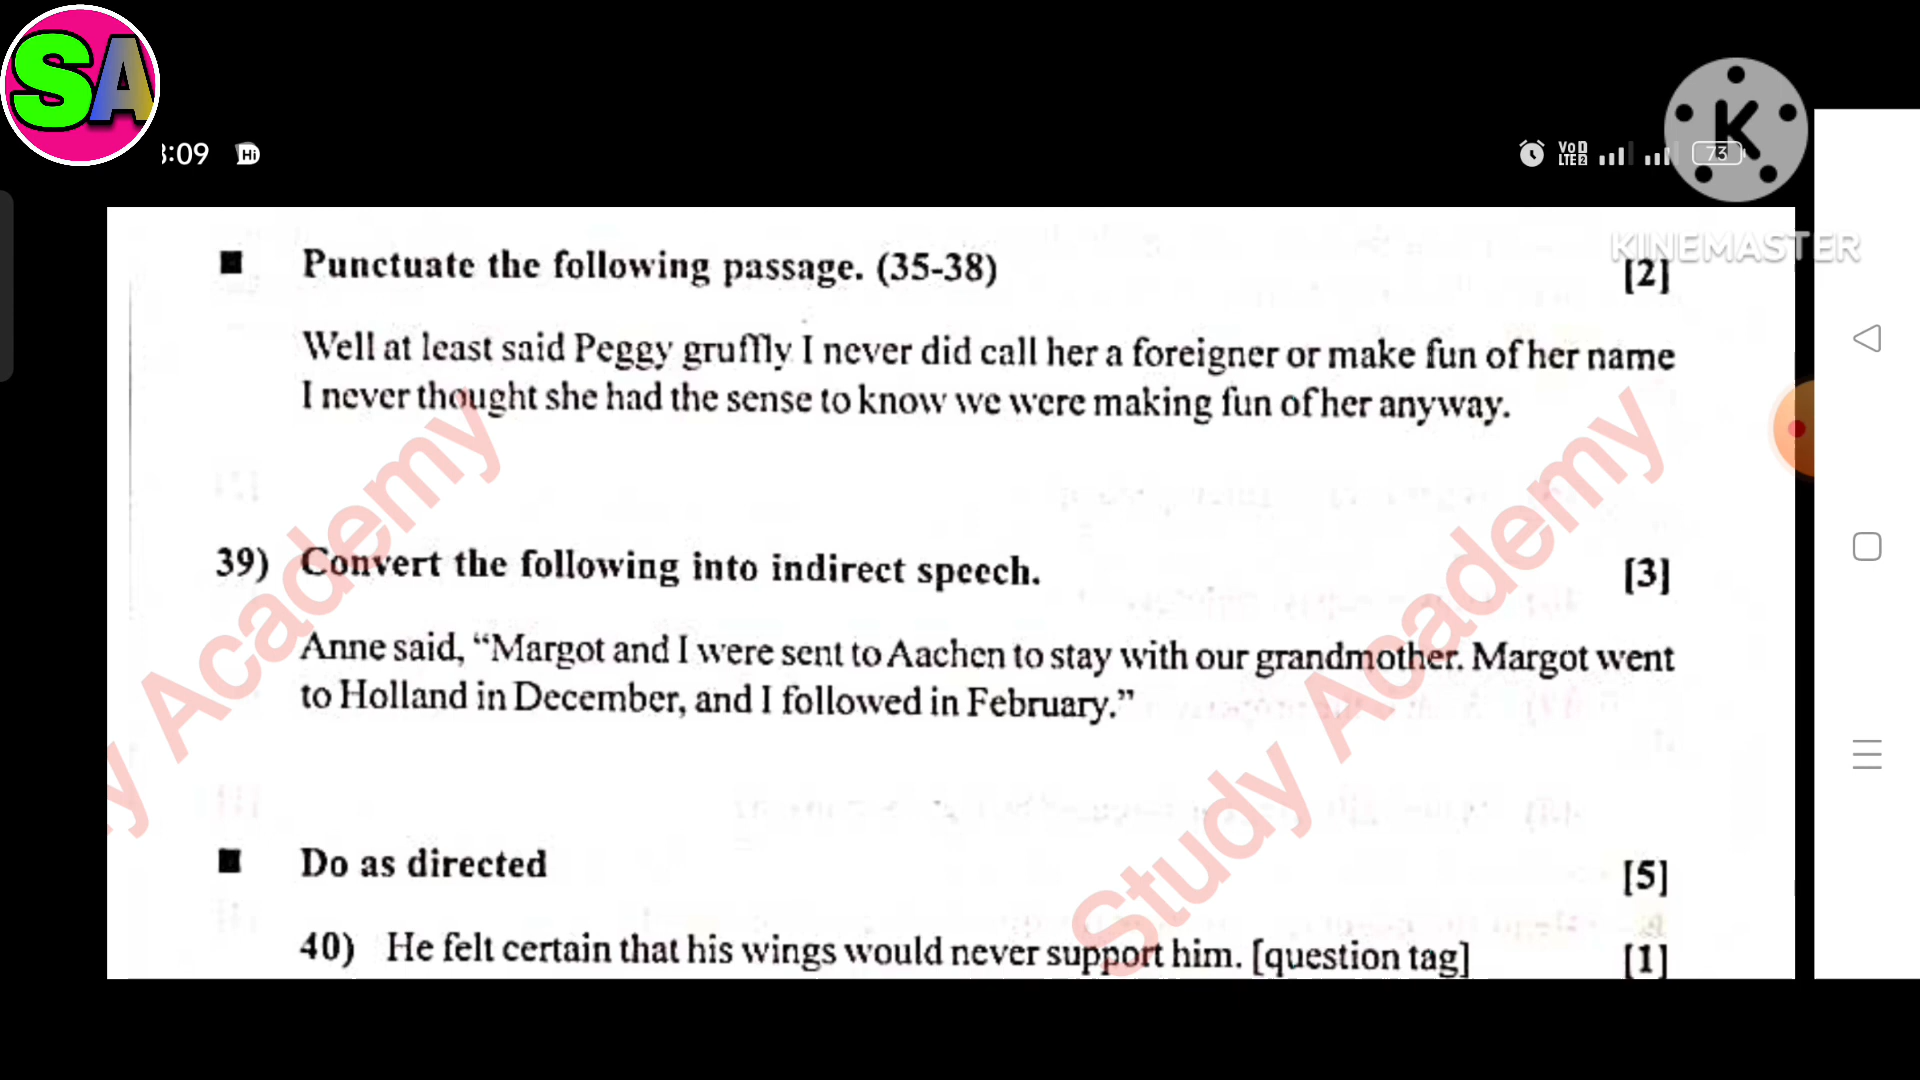 SA
:09 Hi VoD LTE2 73 K
KINEMASTER
■ Punctuate the following passage. (35-38) [2]
Well at least said Peggy gruffly I never did call her a foreigner or make fun of her name
I never thought she had the sense to know we were making fun of her anyway.
39) Convert the following into indirect speech. [3]
Anne said, “Margot and I were sent to Aachen to stay with our grandmother. Margot went
to Holland in December, and I followed in February.”
■ Do as directed [5]
40) He felt certain that his wings would never support him. [question tag] [1]
y Academy
Study Academy